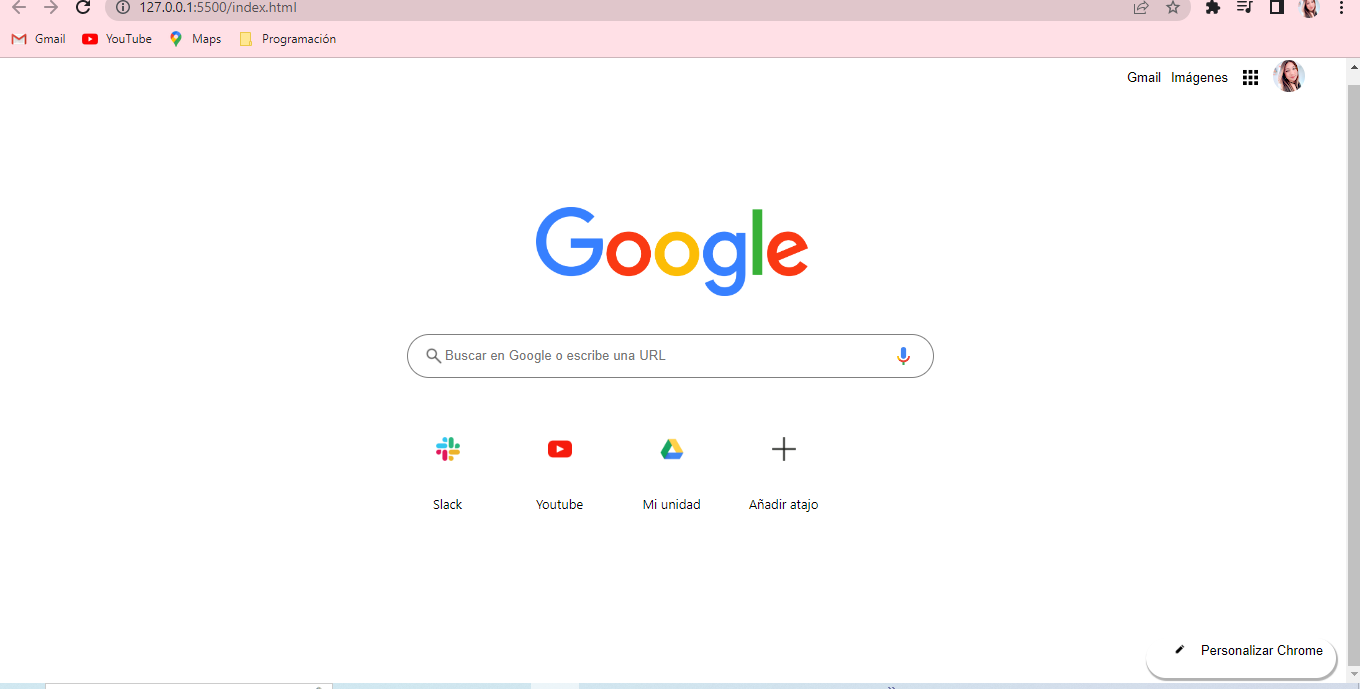 127.0.0.1:5500/index.html
Gmail YouTube Maps Programación
Gmail Imágenes
Google
Buscar en Google o escribe una URL
Slack Youtube Mi unidad Añadir atajo
Personalizar Chrome